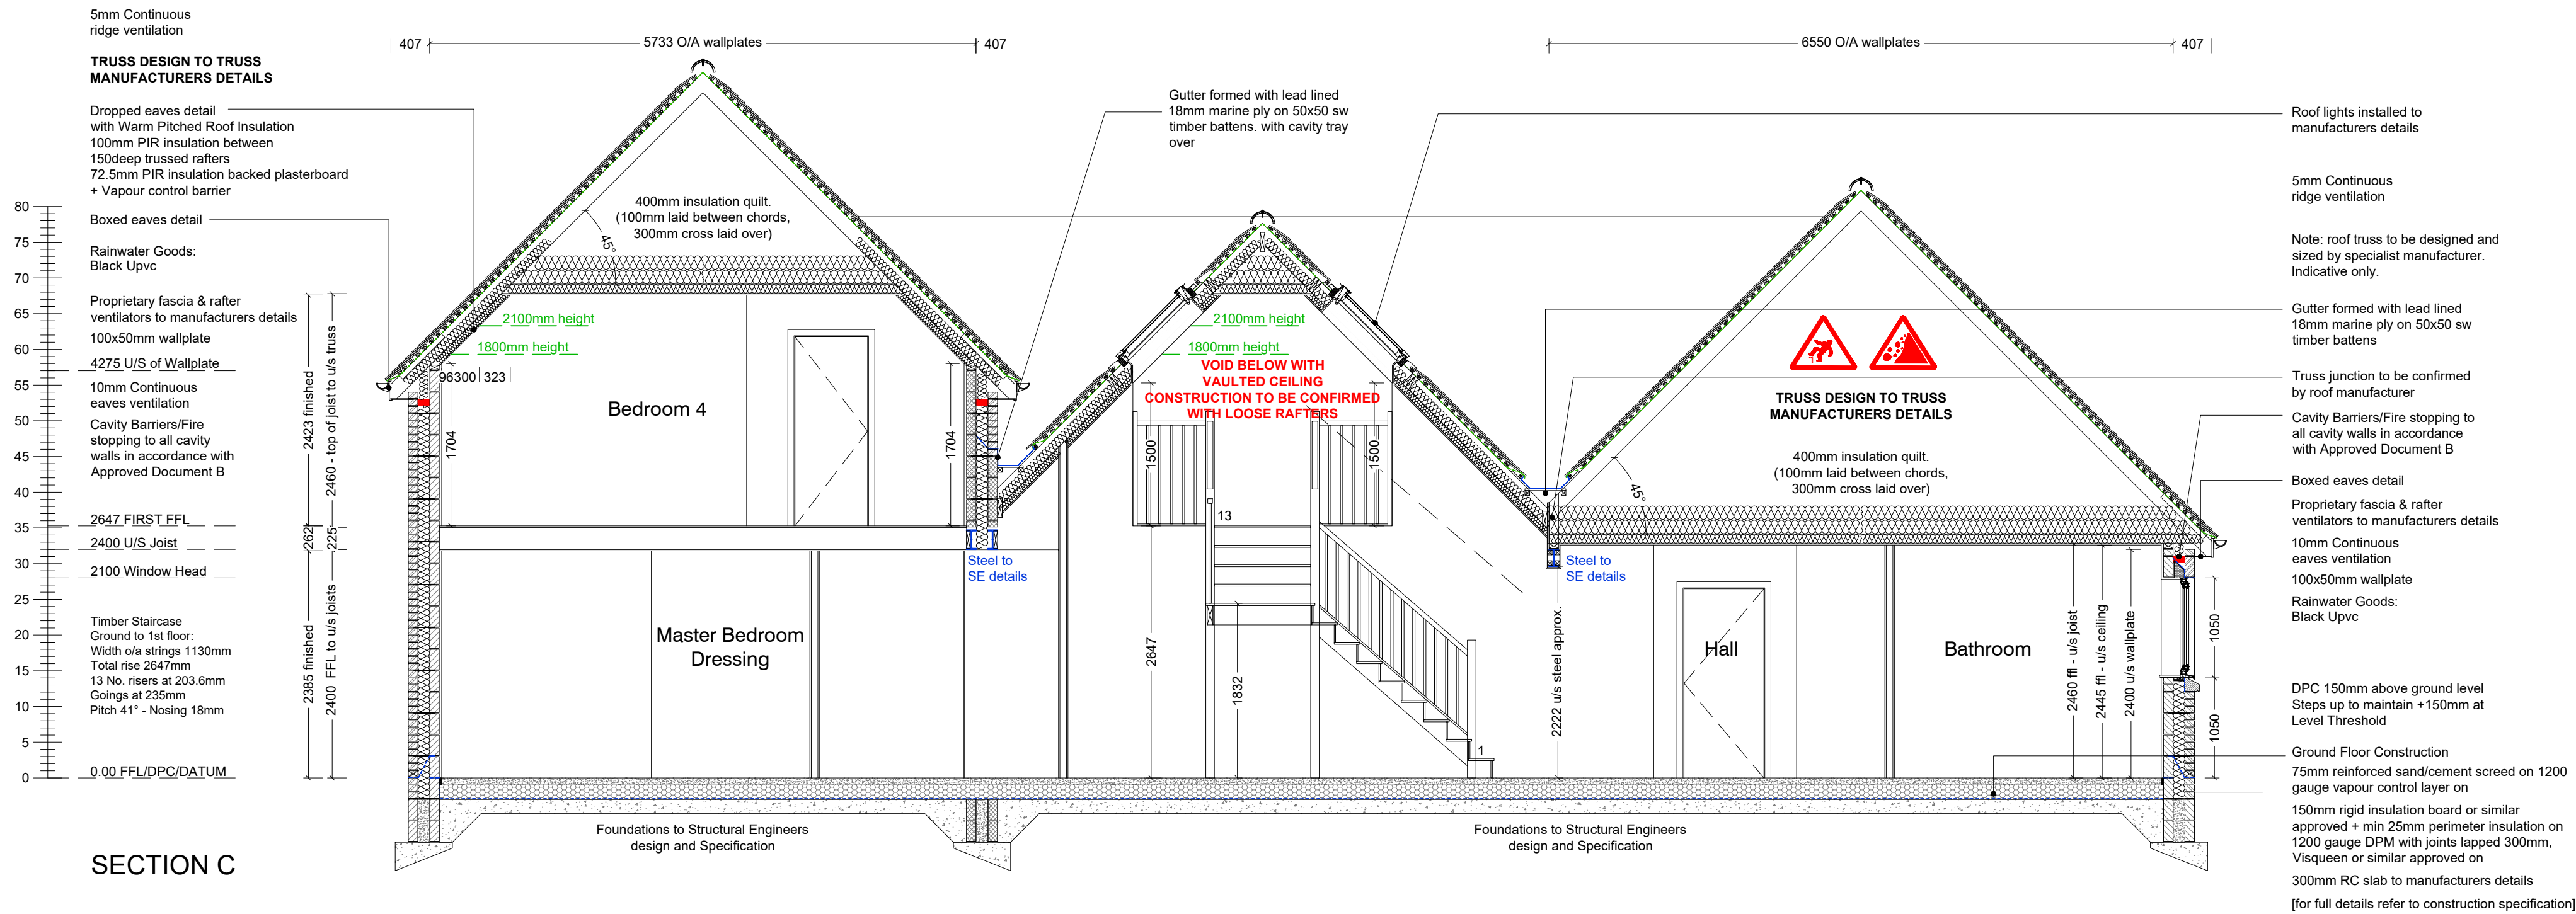 5mm Continuous
ridge ventilation
TRUSS DESIGN TO TRUSS
MANUFACTURERS DETAILS
Dropped eaves detail
with Warm Pitched Roof Insulation
100mm PIR insulation between
150deep trussed rafters
72.5mm PIR insulation backed plasterboard
+ Vapour control barrier
Boxed eaves detail
Rainwater Goods:
Black Upvc
Proprietary fascia & rafter
ventilators to manufacturers details
100x50mm wallplate
4275 U/S of Wallplate
10mm Continuous
eaves ventilation
Cavity Barriers/Fire
stopping to all cavity
walls in accordance with
Approved Document B
2647 FIRST FFL
2400 U/S Joist
2100 Window Head
Timber Staircase
Ground to 1st floor:
Width o/a strings 1130mm
Total rise 2647mm
13 No. risers at 203.6mm
Goings at 235mm
Pitch 41° - Nosing 18mm
0.00 FFL/DPC/DATUM
SECTION C
80
75
70
65
60
55
50
45
40
35
30
25
20
15
10
5
0
2423 finished
2460 - top of joist to u/s truss
262
225
2385 finished
2400 FFL to u/s joists
407
5733 O/A wallplates
407
400mm insulation quilt.
(100mm laid between chords,
300mm cross laid over)
45°
2100mm height
1800mm height
96300 323
Bedroom 4
1704
1704
Master Bedroom
Dressing
Steel to
SE details
Foundations to Structural Engineers
design and Specification
Gutter formed with lead lined
18mm marine ply on 50x50 sw
timber battens. with cavity tray
over
2100mm height
1800mm height
VOID BELOW WITH
VAULTED CEILING
CONSTRUCTION TO BE CONFIRMED
WITH LOOSE RAFTERS
1500
1500
13
2647
1832
1
6550 O/A wallplates
407
TRUSS DESIGN TO TRUSS
MANUFACTURERS DETAILS
400mm insulation quilt.
(100mm laid between chords,
300mm cross laid over)
45°
Steel to
SE details
2222 u/s steel approx.
Hall
Bathroom
2460 ffl - u/s joist
2445 ffl - u/s ceiling
2400 u/s wallplate
1050
1050
Foundations to Structural Engineers
design and Specification
Roof lights installed to
manufacturers details
5mm Continuous
ridge ventilation
Note: roof truss to be designed and
sized by specialist manufacturer.
Indicative only.
Gutter formed with lead lined
18mm marine ply on 50x50 sw
timber battens
Truss junction to be confirmed
by roof manufacturer
Cavity Barriers/Fire stopping to
all cavity walls in accordance
with Approved Document B
Boxed eaves detail
Proprietary fascia & rafter
ventilators to manufacturers details
10mm Continuous
eaves ventilation
100x50mm wallplate
Rainwater Goods:
Black Upvc
DPC 150mm above ground level
Steps up to maintain +150mm at
Level Threshold
Ground Floor Construction
75mm reinforced sand/cement screed on 1200
gauge vapour control layer on
150mm rigid insulation board or similar
approved + min 25mm perimeter insulation on
1200 gauge DPM with joints lapped 300mm,
Visqueen or similar approved on
300mm RC slab to manufacturers details
[for full details refer to construction specification]